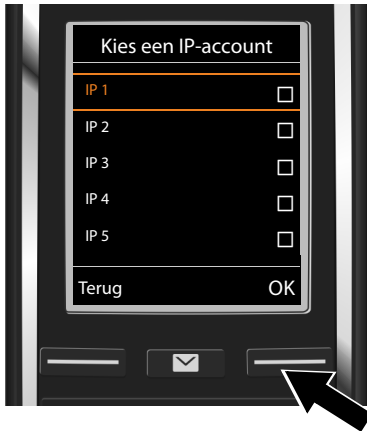 Kies een IP-account
IP 1
IP 2
IP 3
IP 4
IP 5
Terug OK